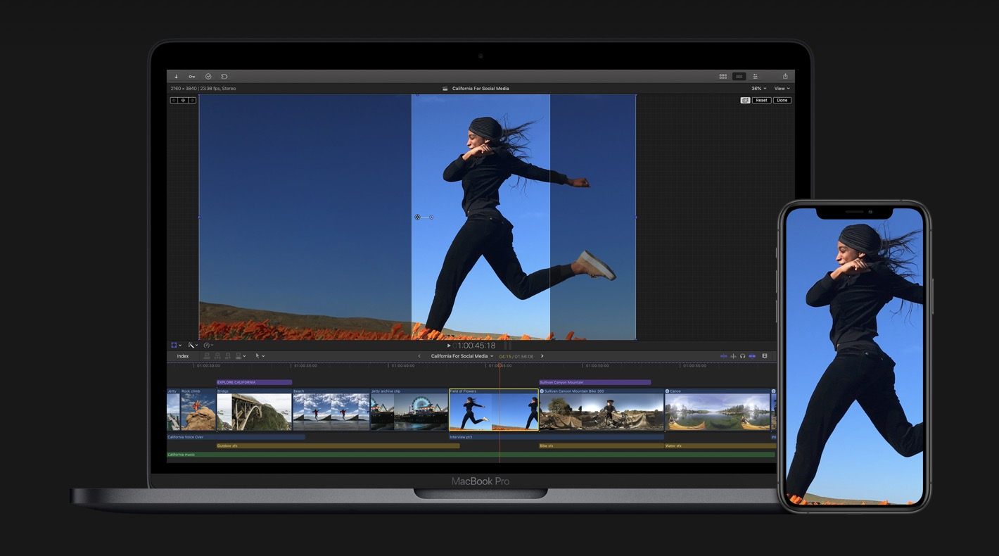 2160 × 3840 | 23.98 fps, Stereo
California For Social Media
36%
View
Reset
Done
1:00:45:18
Index
California For Social Media
04:15 / 01:56:06
01:00:30:00
01:00:35:00
01:00:40:00
01:00:45:00
01:00:50:00
01:00:55:00
EXPLORE CALIFORNIA
Sullivan Canyon Mountain
Jetty
Rock climb
Bridge
Beach
Jetty archive clip
Field of Flowers
Sullivan Canyon Mountain Bike 360
Canoe
California Voice Over
Interview pt3
Int
Outdoor sfx
Bike sfx
Water sfx
California music
MacBook Pro